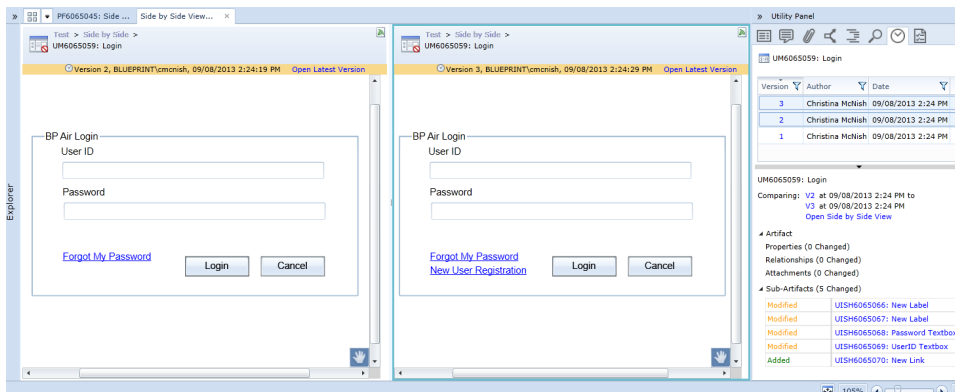 PF6065045: Side ...
Side by Side View...
Utility Panel
Explorer
Test > Side by Side >
UM6065059: Login
Version 2, BLUEPRINT\cmcnish, 09/08/2013 2:24:19 PM Open Latest Version
BP Air Login
User ID
Password
Forgot My Password
Login
Cancel
Test > Side by Side >
UM6065059: Login
Version 3, BLUEPRINT\cmcnish, 09/08/2013 2:24:29 PM Open Latest Version
BP Air Login
User ID
Password
Forgot My Password
New User Registration
Login
Cancel
UM6065059: Login
Version Author Date
3 Christina McNish 09/08/2013 2:24 PM
2 Christina McNish 09/08/2013 2:24 PM
1 Christina McNish 09/08/2013 2:24 PM
UM6065059: Login
Comparing: V2 at 09/08/2013 2:24 PM to
V3 at 09/08/2013 2:24 PM
Open Side by Side View
Artifact
Properties (0 Changed)
Relationships (0 Changed)
Attachments (0 Changed)
Sub-Artifacts (5 Changed)
Modified UISH6065066: New Label
Modified UISH6065067: New Label
Modified UISH6065068: Password Textbox
Modified UISH6065069: UserID Textbox
Added UISH6065070: New Link
105%